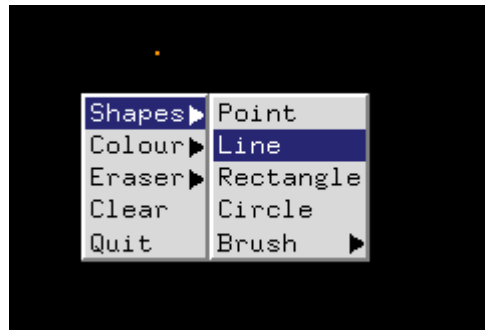 Shapes
Colour
Eraser
Clear
Quit
Point
Line
Rectangle
Circle
Brush